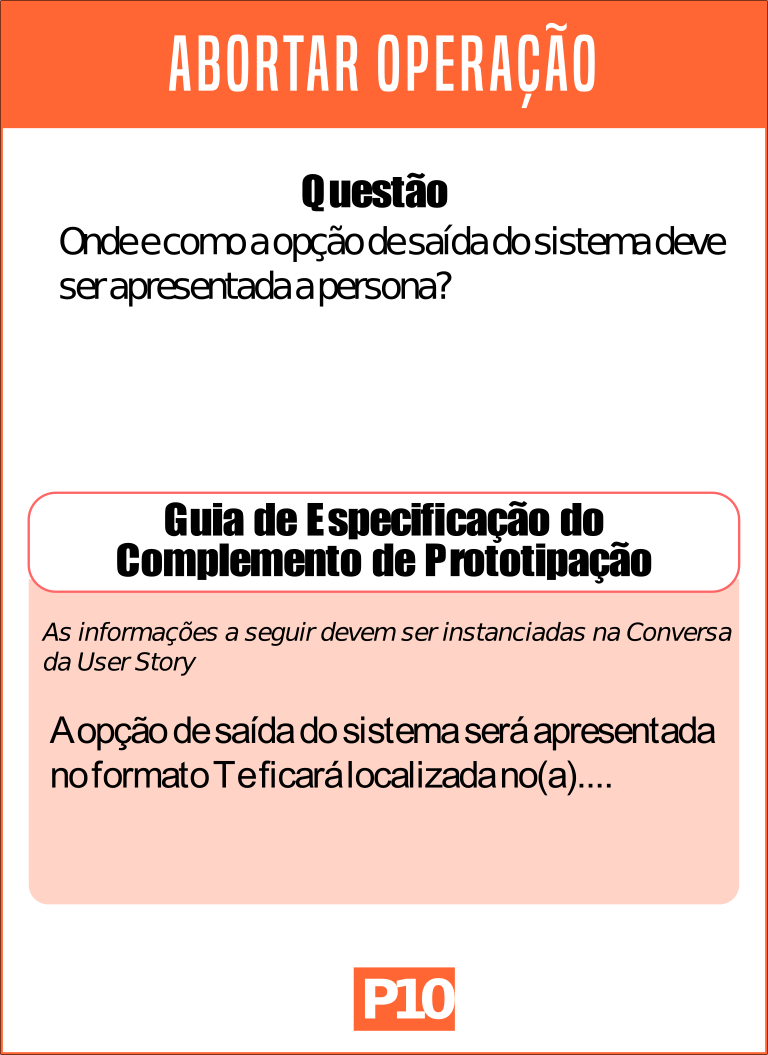 ABORTAR OPERAÇÃO
Questão
Onde e como a opção de saída do sistema deve
ser apresentada a persona?
Guia de Especificação do
Complemento de Prototipação
As informações a seguir devem ser instanciadas na Conversa
da User Story
A opção de saída do sistema será apresentada
no formato T e ficará localizada no(a)....
P10